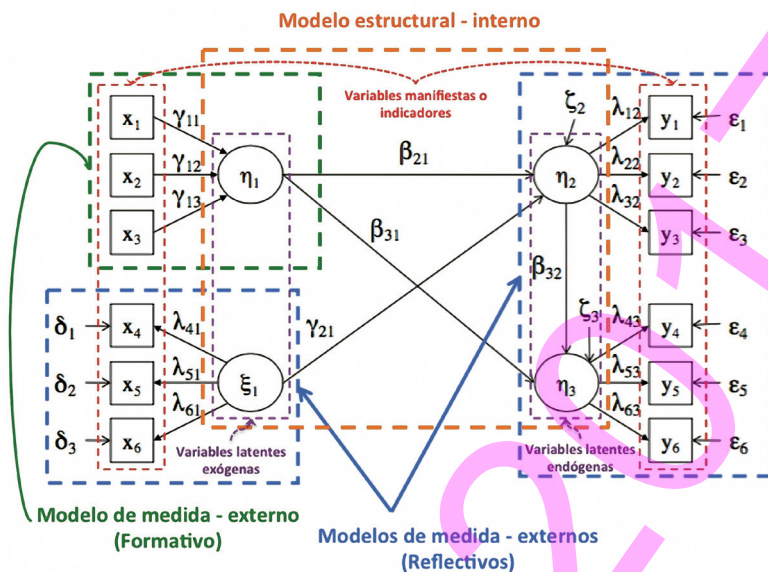 Modelo estructural - interno
Variables manifiestas o
indicadores
x1
x2
x3
γ11
γ12
γ13
η1
β21
β31
ζ2
η2
λ12
λ22
λ32
y1
y2
y3
ε1
ε2
ε3
β32
δ1
δ2
δ3
x4
x5
x6
λ41
λ51
λ61
ξ1
γ21
ζ3
η3
λ43
λ53
λ63
y4
y5
y6
ε4
ε5
ε6
Variables latentes
exógenas
Variables latentes
endógenas
Modelo de medida - externo
(Formativo)
Modelos de medida - externos
(Reflectivos)